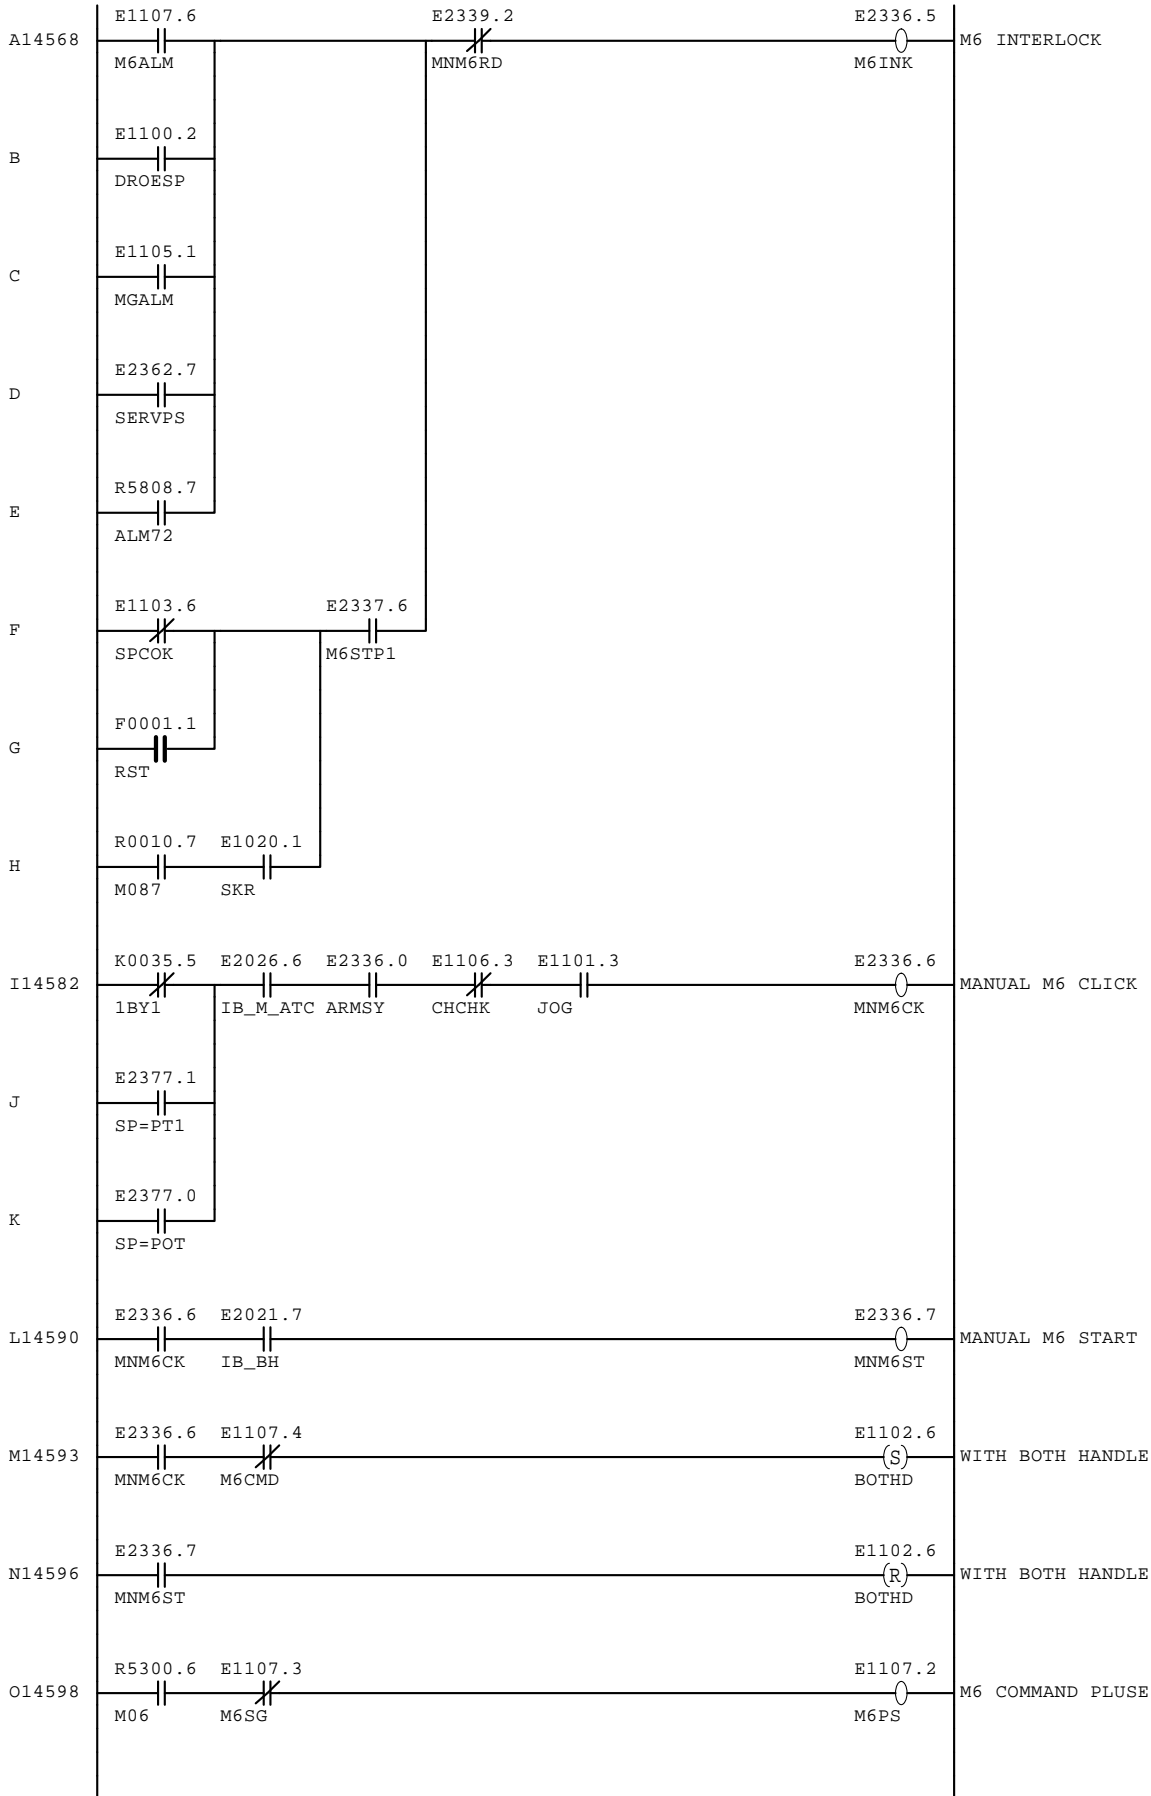 E1107.6 E2339.2 E2336.5
A14568 M6 INTERLOCK
M6ALM MNM6RD M6INK
E1100.2
B
DROESP
E1105.1
C
MGALM
E2362.7
D
SERVPS
R5808.7
E
ALM72
E1103.6 E2337.6
F
SPCOK M6STP1
F0001.1
G
RST
R0010.7 E1020.1
H
M087 SKR
K0035.5 E2026.6 E2336.0 E1106.3 E1101.3 E2336.6
I14582 MANUAL M6 CLICK
1BY1 IB_M_ATC ARMSY CHCHK JOG MNM6CK
E2377.1
J
SP=PT1
E2377.0
K
SP=POT
E2336.6 E2021.7 E2336.7
L14590 MANUAL M6 START
MNM6CK IB_BH MNM6ST
E2336.6 E1107.4 E1102.6
M14593 (S) WITH BOTH HANDLE
MNM6CK M6CMD BOTHD
E2336.7 E1102.6
N14596 (R) WITH BOTH HANDLE
MNM6ST BOTHD
R5300.6 E1107.3 E1107.2
O14598 M6 COMMAND PLUSE
M06 M6SG M6PS